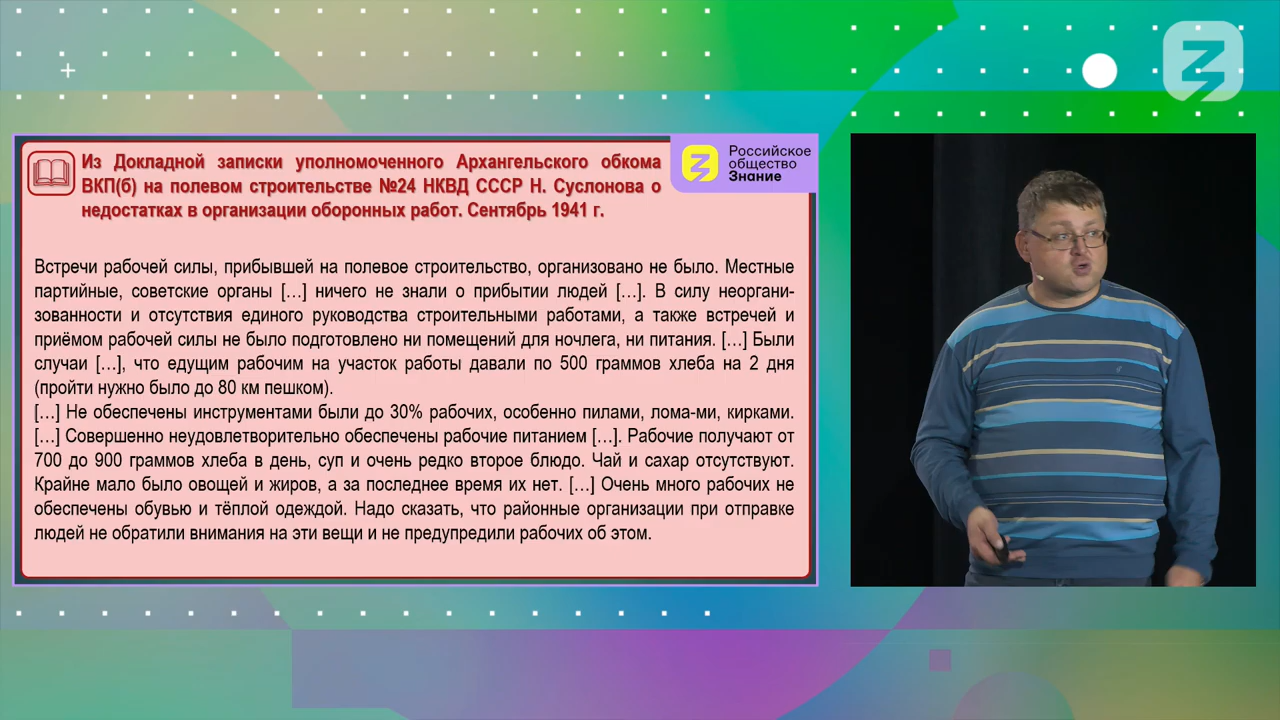 Из Докладной записки уполномоченного Архангельского обкома
ВКП(б) на полевом строительстве №24 НКВД СССР Н. Суслонова о
недостатках в организации оборонных работ. Сентябрь 1941 г.
Российское
общество
Знание
Встречи рабочей силы, прибывшей на полевое строительство, организовано не было. Местные
партийные, советские органы […] ничего не знали о прибытии людей […]. В силу неоргани-
зованности и отсутствия единого руководства строительными работами, а также встречей и
приёмом рабочей силы не было подготовлено ни помещений для ночлега, ни питания. […] Были
случаи […], что едущим рабочим на участок работы давали по 500 граммов хлеба на 2 дня
(пройти нужно было до 80 км пешком).
[…] Не обеспечены инструментами были до 30% рабочих, особенно пилами, лома-ми, кирками.
[…] Совершенно неудовлетворительно обеспечены рабочие питанием […]. Рабочие получают от
700 до 900 граммов хлеба в день, суп и очень редко второе блюдо. Чай и сахар отсутствуют.
Крайне мало было овощей и жиров, а за последнее время их нет. […] Очень много рабочих не
обеспечены обувью и тёплой одеждой. Надо сказать, что районные организации при отправке
людей не обратили внимания на эти вещи и не предупредили рабочих об этом.